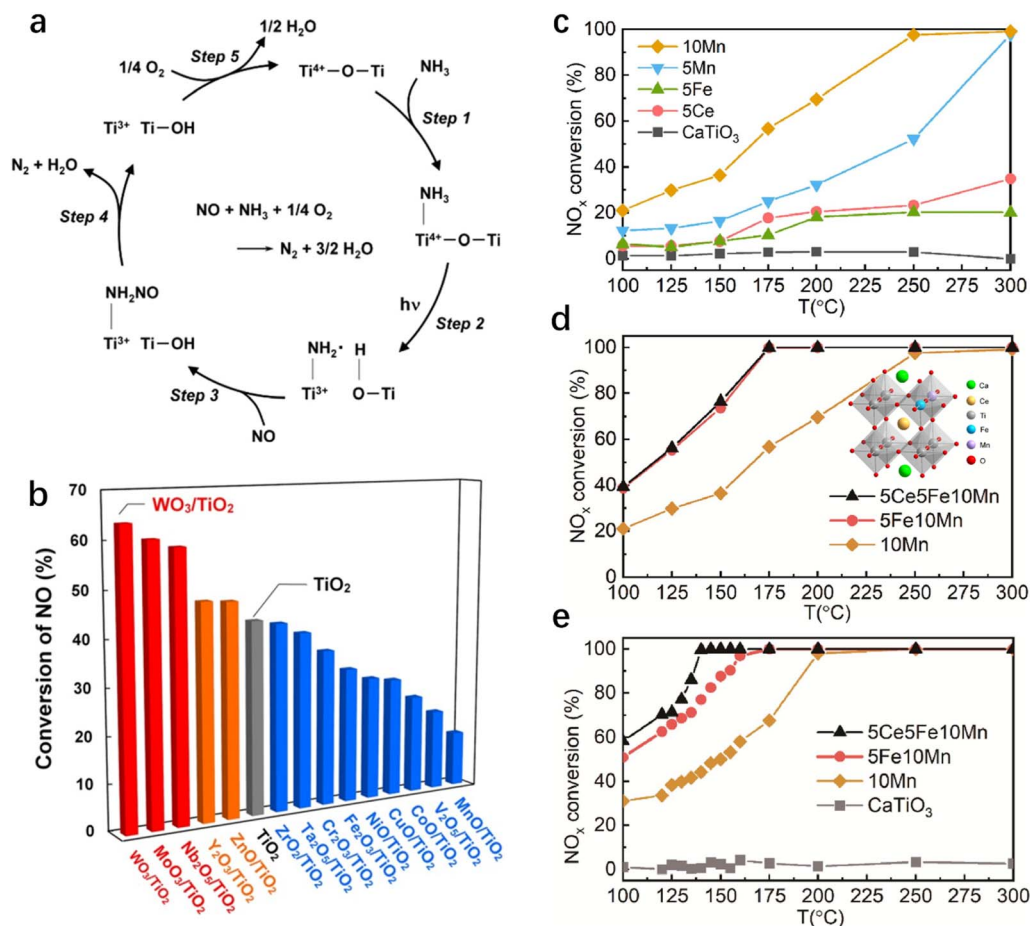 a
1/2 H₂O
1/4 O₂
Step 5
Ti⁴⁺–O–Ti
NH₃
Step 1
Ti³⁺ Ti–OH
N₂ + H₂O
Step 4
NO + NH₃ + 1/4 O₂
→ N₂ + 3/2 H₂O
NH₃
Ti⁴⁺–O–Ti
hν
Step 2
NH₂NO
Ti³⁺ Ti–OH
NH₂· H
Ti³⁺ O–Ti
Step 3
NO
b
Conversion of NO (%)
70
60
50
40
30
20
10
0
WO₃/TiO₂
TiO₂
WO₃/TiO₂
MoO₃/TiO₂
Nb₂O₅/TiO₂
Y₂O₃/TiO₂
ZnO/TiO₂
TiO₂
ZrO₂/TiO₂
Ta₂O₅/TiO₂
Cr₂O₃/TiO₂
Fe₂O₃/TiO₂
NiO/TiO₂
CuO/TiO₂
CoO/TiO₂
V₂O₅/TiO₂
MnO/TiO₂
c
NOₓ conversion (%)
100
80
60
40
20
0
10Mn
5Mn
5Fe
5Ce
CaTiO₃
100 125 150 175 200 225 250 275 300
T(°C)
d
NOₓ conversion (%)
100
80
60
40
20
0
Ca
Ce
Ti
Fe
Mn
O
5Ce5Fe10Mn
5Fe10Mn
10Mn
100 125 150 175 200 225 250 275 300
T(°C)
e
NOₓ conversion (%)
100
80
60
40
20
0
5Ce5Fe10Mn
5Fe10Mn
10Mn
CaTiO₃
100 125 150 175 200 225 250 275 300
T(°C)